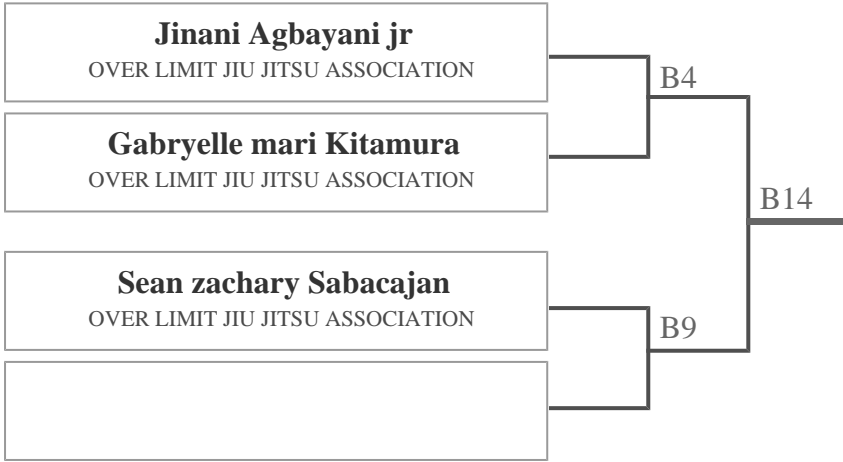 Jinani Agbayani jr
OVER LIMIT JIU JITSU ASSOCIATION
B4
Gabryelle mari Kitamura
OVER LIMIT JIU JITSU ASSOCIATION
B14
Sean zachary Sabacajan
OVER LIMIT JIU JITSU ASSOCIATION
B9